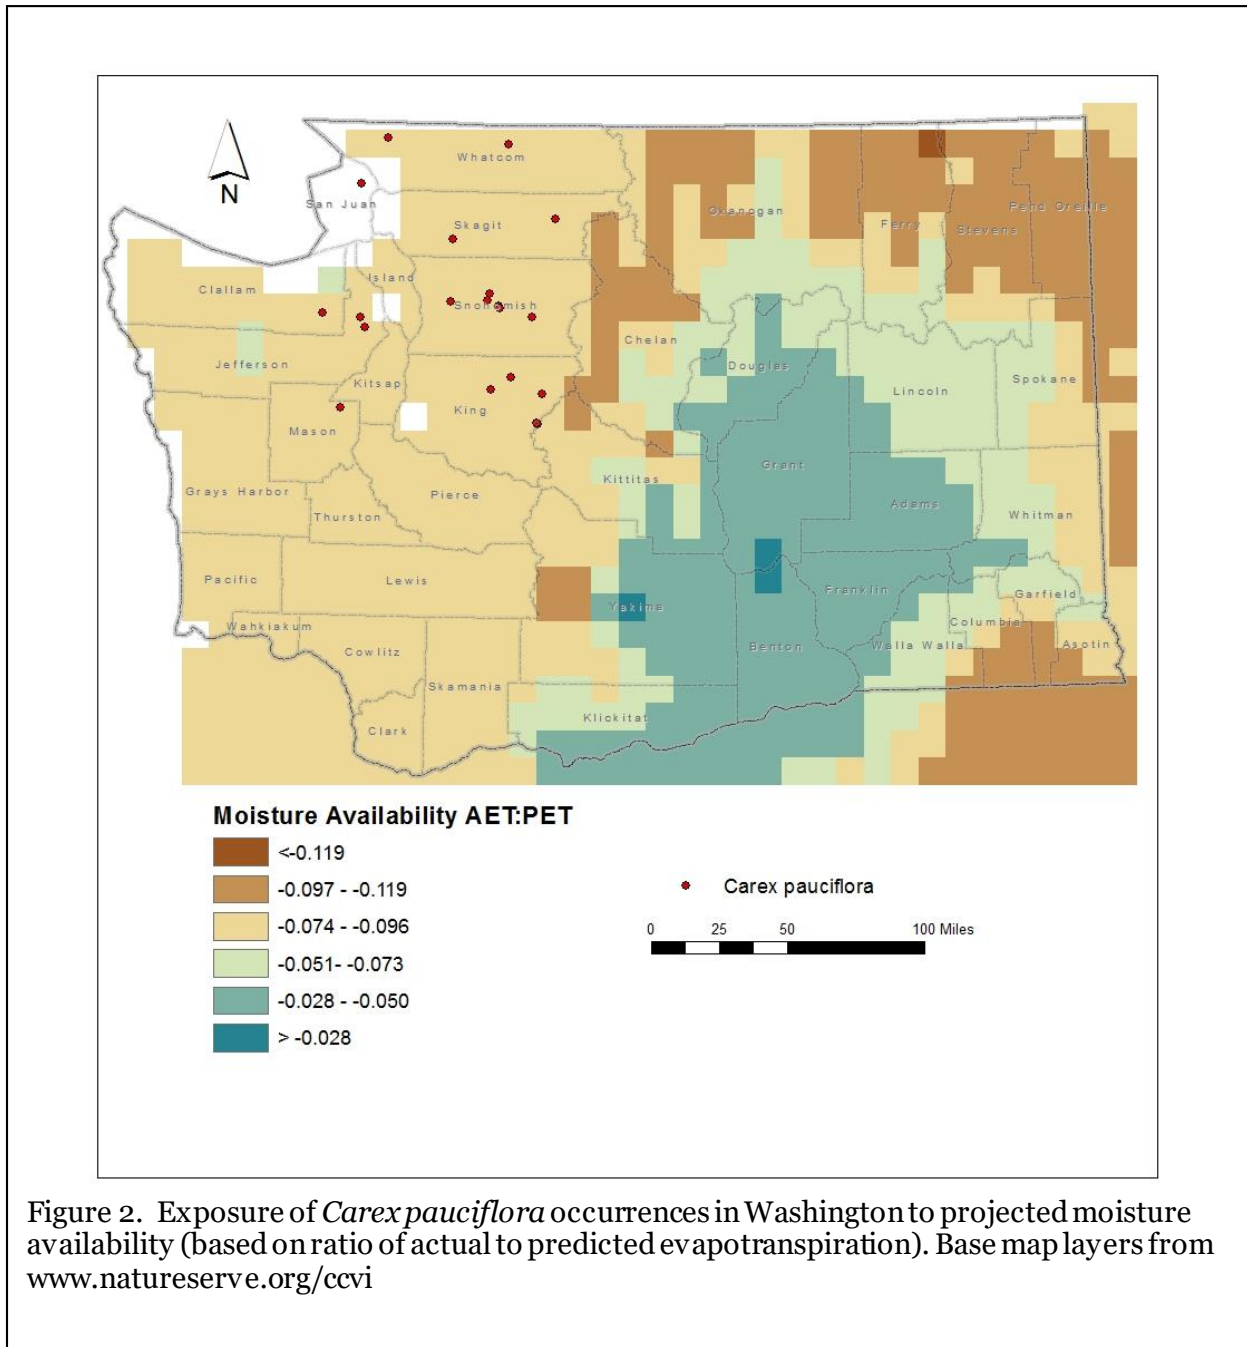 N
Whatcom
San Juan
Okanogan
Pend Oreille
Skagit
Ferry
Stevens
Island
Clallam
Snohomish
Chelan
Jefferson
Douglas
Kitsap
Spokane
Lincoln
King
Mason
Grant
Kittitas
Grays Harbor
Pierce
Adams
Thurston
Whitman
Pacific
Lewis
Franklin
Garfield
Yakima
Columbia
Wahkiakum
Benton
Walla Walla
Asotin
Cowlitz
Skamania
Klickitat
Clark
Moisture Availability AET:PET
<-0.119
-0.097 - -0.119
-0.074 - -0.096
-0.051- -0.073
-0.028 - -0.050
> -0.028
Carex pauciflora
0 25 50 100 Miles
Figure 2. Exposure of Carex pauciflora occurrences in Washington to projected moisture
availability (based on ratio of actual to predicted evapotranspiration). Base map layers from
www.natureserve.org/ccvi